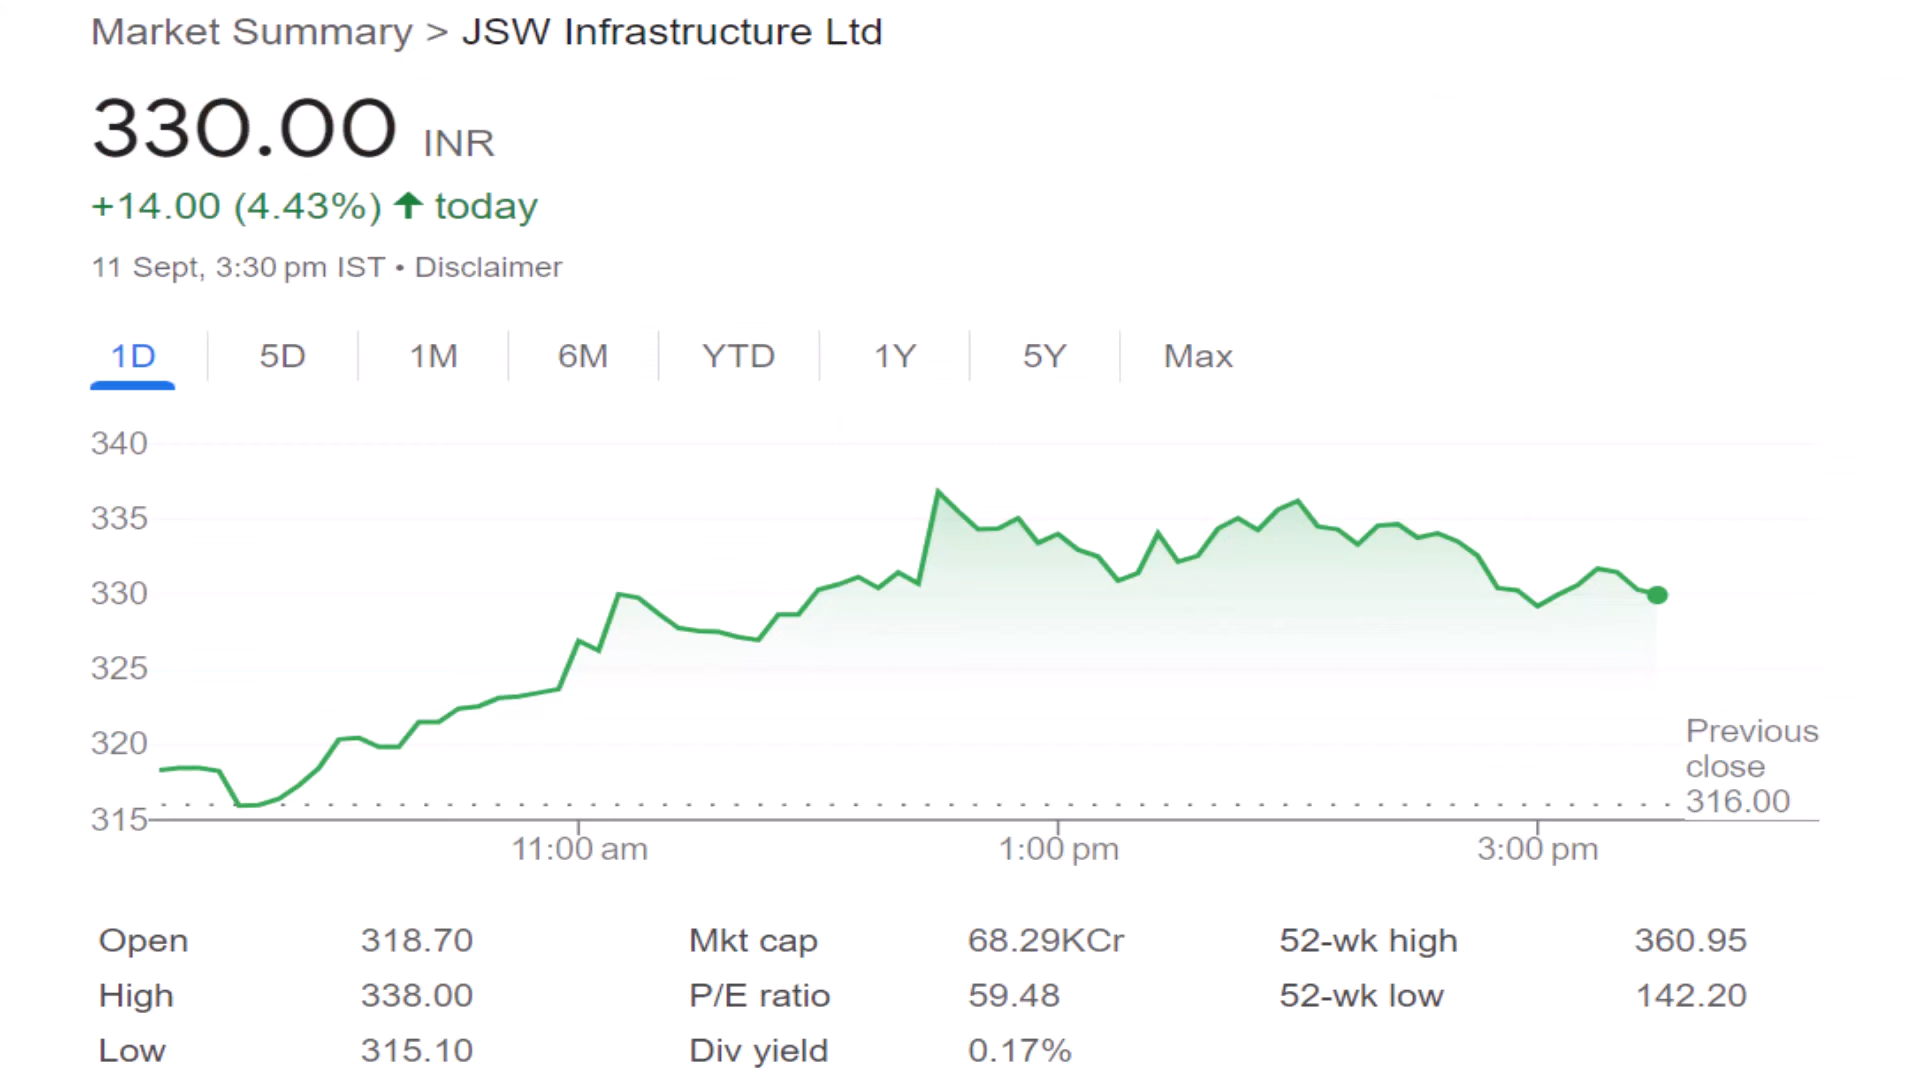 Market Summary > JSW Infrastructure Ltd
330.00 INR
+14.00 (4.43%) ↑ today
11 Sept, 3:30 pm IST • Disclaimer
1D 5D 1M 6M YTD 1Y 5Y Max
340
335
330
325
320
315
Previous
close
316.00
11:00 am 1:00 pm 3:00 pm
Open 318.70 Mkt cap 68.29KCr 52-wk high 360.95
High 338.00 P/E ratio 59.48 52-wk low 142.20
Low 315.10 Div yield 0.17%